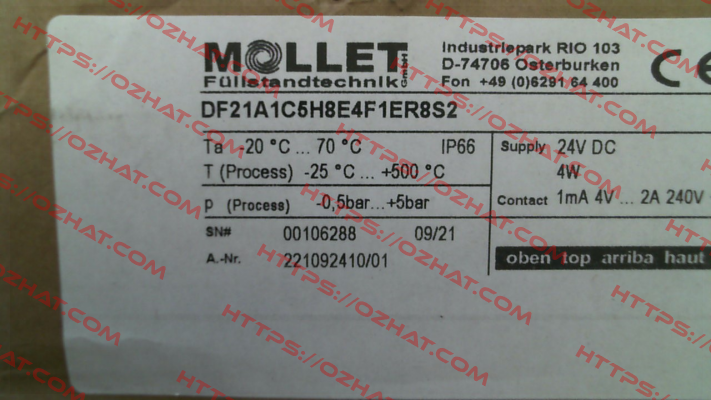 MOLLET GmbH
Füllstandtechnik
Industriepark RIO 103
D-74706 Osterburken
Fon +49 (0)6291 64 400
CE
DF21A1C5H8E4F1ER8S2
Ta -20 °C ... 70 °C IP66
T (Process) -25 °C ... +500 °C
p (Process) -0,5bar...+5bar
Supply 24V DC
4W
Contact 1mA 4V ... 2A 240V
SN# 00106288 09/21
A.-Nr. 221092410/01
oben top arriba haut
HTTPS://OZHAT.COM